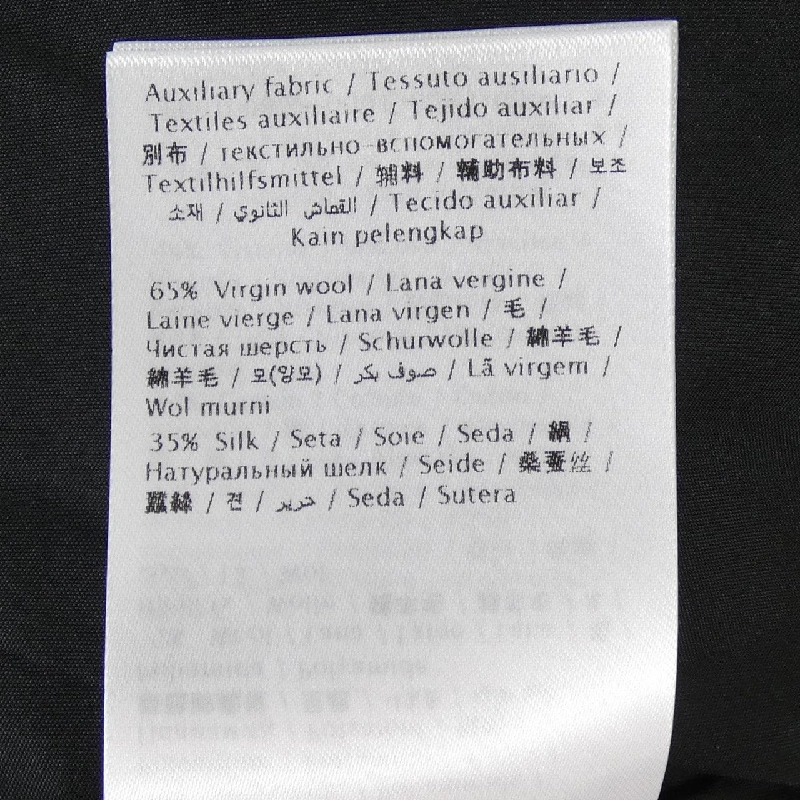 Auxiliary fabric / Tessuto ausiliario /
Textiles auxiliaire / Tejido auxiliar /
別布 / текстильно-вспомогательных /
Textilhilfsmittel / 辅料 / 輔助布料 / 보조
소재 / القماش الثانوي / Tecido auxiliar /
Kain pelengkap
65% Virgin wool / Lana vergine /
Laine vierge / Lana virgen / 毛 /
Чистая шерсть / Schurwolle / 綿羊毛 /
綿羊毛 / 모(양모) / صوف بكر / Lã virgem /
Wol murni
35% Silk / Seta / Soie / Seda / 絹 /
Натуральный шелк / Seide / 桑蚕丝 /
蠶絲 / 견 / حرير / Seda / Sutera